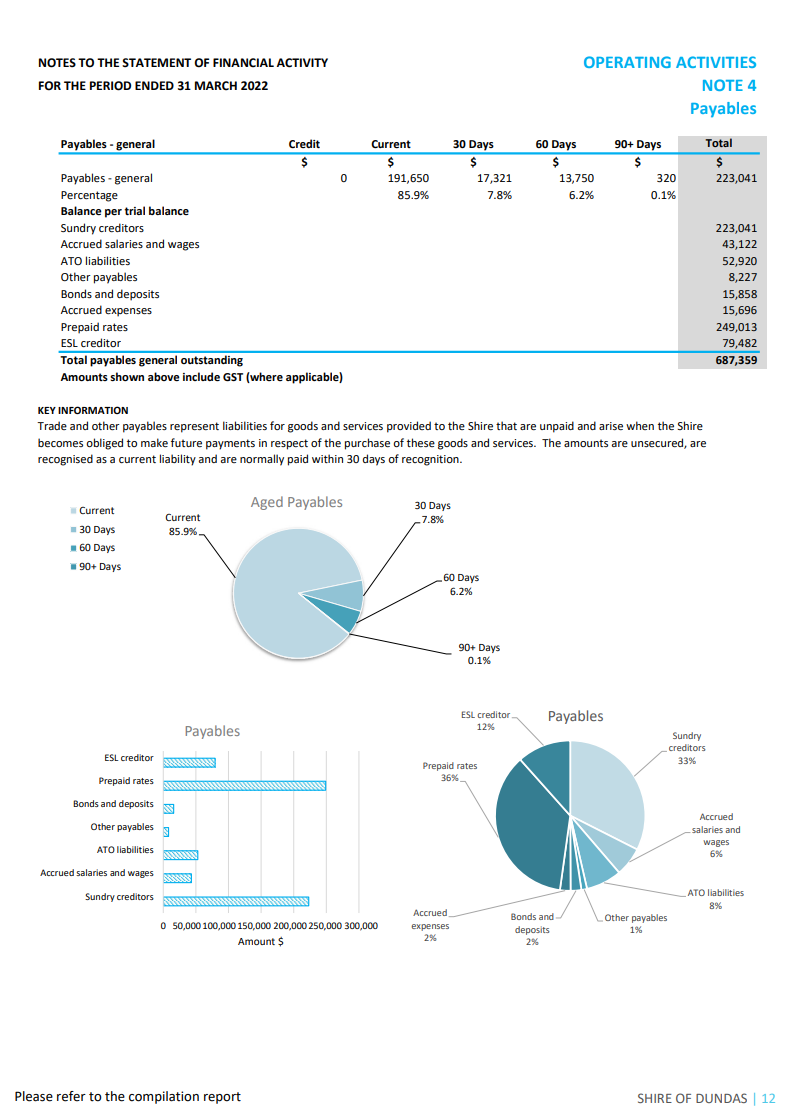 NOTES TO THE STATEMENT OF FINANCIAL ACTIVITY
FOR THE PERIOD ENDED 31 MARCH 2022
OPERATING ACTIVITIES
NOTE 4
Payables
Payables - general Credit Current 30 Days 60 Days 90+ Days Total
$ $ $ $ $ $
Payables - general 0 191,650 17,321 13,750 320 223,041
Percentage 85.9% 7.8% 6.2% 0.1%
Balance per trial balance
Sundry creditors 223,041
Accrued salaries and wages 43,122
ATO liabilities 52,920
Other payables 8,227
Bonds and deposits 15,858
Accrued expenses 15,696
Prepaid rates 249,013
ESL creditor 79,482
Total payables general outstanding 687,359
Amounts shown above include GST (where applicable)
KEY INFORMATION
Trade and other payables represent liabilities for goods and services provided to the Shire that are unpaid and arise when the Shire
becomes obliged to make future payments in respect of the purchase of these goods and services. The amounts are unsecured, are
recognised as a current liability and are normally paid within 30 days of recognition.
Aged Payables
Current
30 Days
60 Days
90+ Days
Current
85.9%
30 Days
7.8%
60 Days
6.2%
90+ Days
0.1%
Payables
ESL creditor
Prepaid rates
Bonds and deposits
Other payables
ATO liabilities
Accrued salaries and wages
Sundry creditors
0 50,000 100,000 150,000 200,000 250,000 300,000
Amount $
Payables
ESL creditor
12%
Sundry
creditors
33%
Prepaid rates
36%
Accrued
salaries and
wages
6%
ATO liabilities
8%
Accrued
expenses
2%
Bonds and
deposits
2%
Other payables
1%
Please refer to the compilation report
SHIRE OF DUNDAS | 12